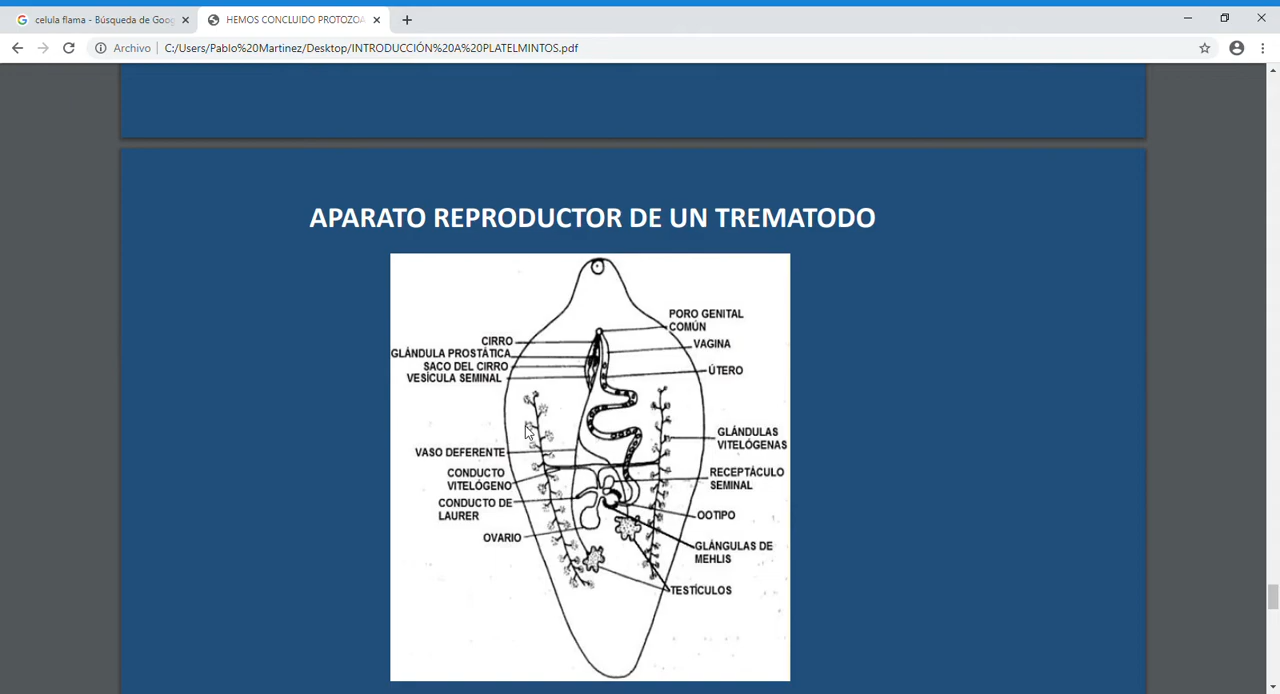 celula flama - Búsqueda de Goog
HEMOS CONCLUIDO PROTOZOA
Archivo
C:/Users/Pablo%20Martinez/Desktop/INTRODUCCIÓN%20A%20PLATELMINTOS.pdf
APARATO REPRODUCTOR DE UN TREMATODO
CIRRO
GLÁNDULA PROSTÁTICA
SACO DEL CIRRO
VESÍCULA SEMINAL
VASO DEFERENTE
CONDUCTO
VITELÓGENO
CONDUCTO DE
LAURER
OVARIO
PORO GENITAL
COMÚN
VAGINA
ÚTERO
GLÁNDULAS
VITELÓGENAS
RECEPTÁCULO
SEMINAL
OOTIPO
GLÁNGULAS DE
MEHLIS
TESTÍCULOS